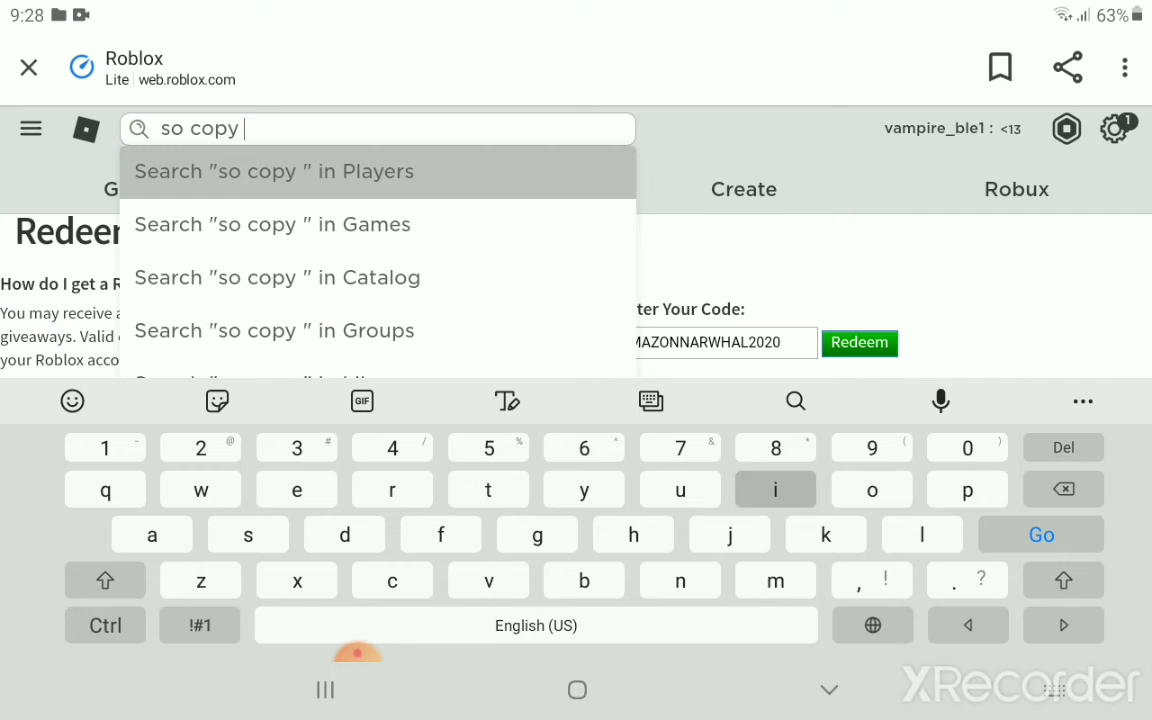 9:28
63%
Roblox
Lite web.roblox.com
so copy
vampire_ble1 : <13
1
Search "so copy " in Players
G
Create
Robux
Search "so copy " in Games
Redeer
Search "so copy " in Catalog
How do I get a R
You may receive a
ter Your Code:
giveaways. Valid
Search "so copy " in Groups
MAZONNARWHAL2020
Redeem
your Roblox acco
GIF
1 - 2 @ 3 # 4 / 5 % 6 ^ 7 & 8 * 9 ( 0 ) Del
q w e r t y u i o p
a s d f g h j k l Go
z x c v b n m , ! . ?
Ctrl !#1 English (US)
XRecorder